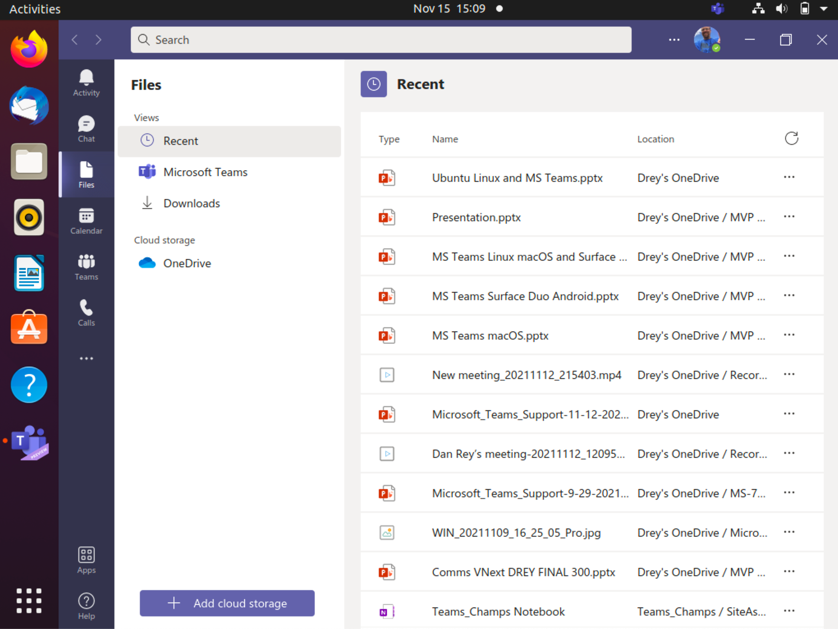 Activities
Nov 15 15:09
Search
Activity
Chat
Files
Calendar
Teams
Calls
Apps
Help
Files
Views
Recent
Microsoft Teams
Downloads
Cloud storage
OneDrive
Add cloud storage
Recent
Type Name Location
Ubuntu Linux and MS Teams.pptx Drey's OneDrive
Presentation.pptx Drey's OneDrive / MVP ...
MS Teams Linux macOS and Surface ... Drey's OneDrive / MVP ...
MS Teams Surface Duo Android.pptx Drey's OneDrive / MVP ...
MS Teams macOS.pptx Drey's OneDrive / MVP ...
New meeting_20211112_215403.mp4 Drey's OneDrive / Recor...
Microsoft_Teams_Support-11-12-202... Drey's OneDrive
Dan Rey's meeting-20211112_12095... Drey's OneDrive / Recor...
Microsoft_Teams_Support-9-29-2021... Drey's OneDrive / MS-7...
WIN_20211109_16_25_05_Pro.jpg Drey's OneDrive / Micro...
Comms VNext DREY FINAL 300.pptx Drey's OneDrive / MVP ...
Teams_Champs Notebook Teams_Champs / SiteAs...